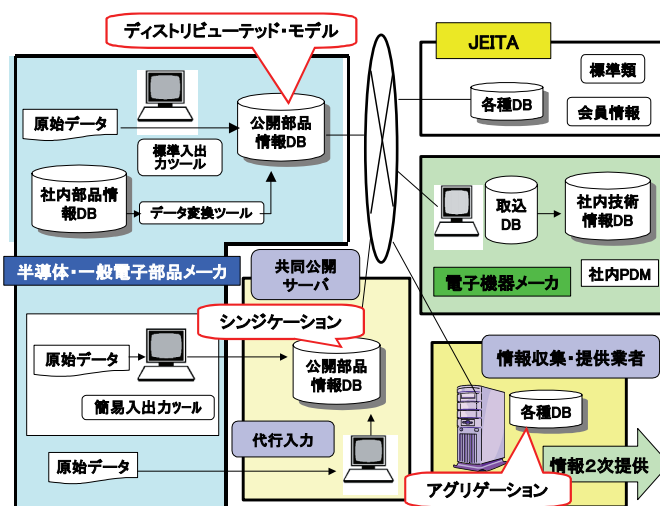 ディストリビューテッド・モデル
JEITA
標準類
各種DB
会員情報
原始データ
公開部品
情報DB
標準入出
力ツール
社内部品情
報DB
データ変換ツール
取込
DB
社内技術
情報DB
半導体・一般電子部品メーカ
共同公開
サーバ
電子機器メーカ
社内PDM
シンジケーション
情報収集・提供業者
原始データ
公開部品
情報DB
簡易入出力ツール
各種DB
代行入力
原始データ
情報2次提供
アグリゲーション